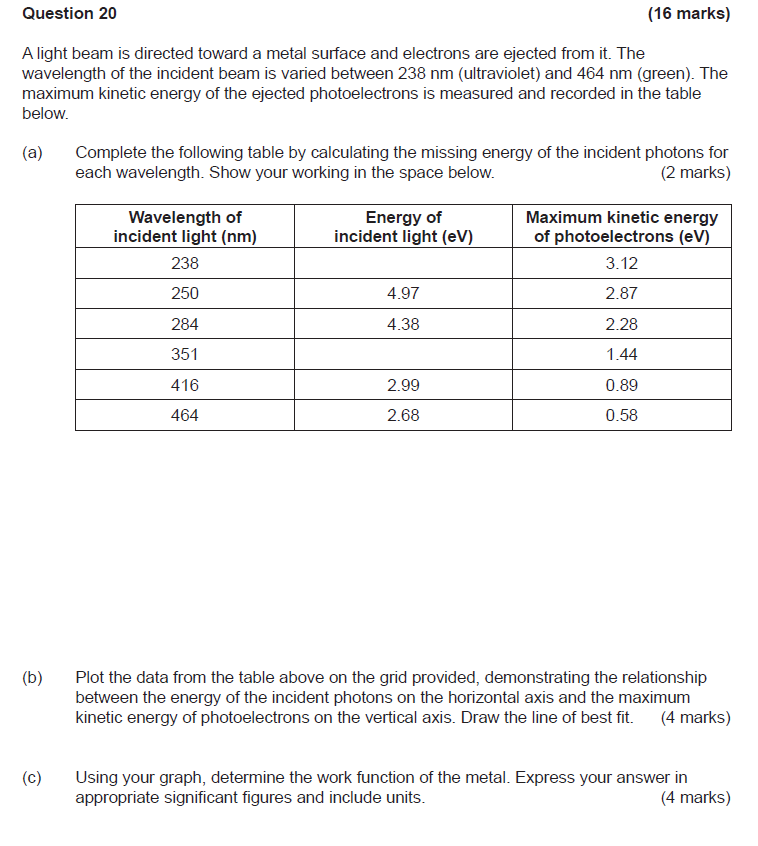 Question 20 (16 marks)
A light beam is directed toward a metal surface and electrons are ejected from it. The
wavelength of the incident beam is varied between 238 nm (ultraviolet) and 464 nm (green). The
maximum kinetic energy of the ejected photoelectrons is measured and recorded in the table
below.
(a) Complete the following table by calculating the missing energy of the incident photons for
each wavelength. Show your working in the space below. (2 marks)
Wavelength of Energy of Maximum kinetic energy
incident light (nm) incident light (eV) of photoelectrons (eV)
238 3.12
250 4.97 2.87
284 4.38 2.28
351 1.44
416 2.99 0.89
464 2.68 0.58
(b) Plot the data from the table above on the grid provided, demonstrating the relationship
between the energy of the incident photons on the horizontal axis and the maximum
kinetic energy of photoelectrons on the vertical axis. Draw the line of best fit. (4 marks)
(c) Using your graph, determine the work function of the metal. Express your answer in
appropriate significant figures and include units. (4 marks)